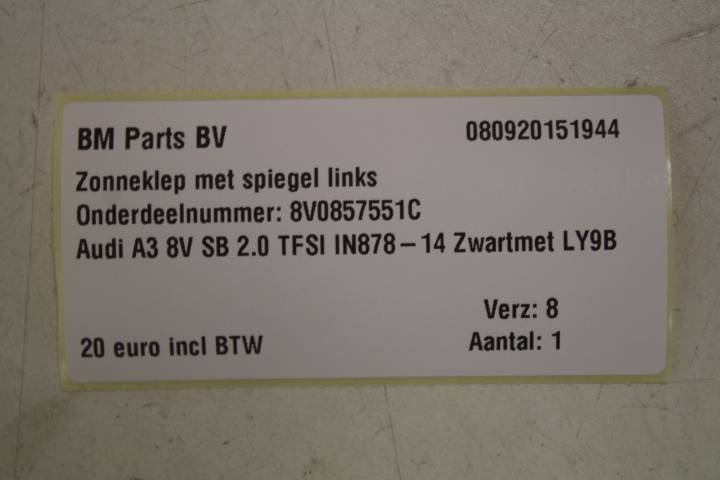 BM Parts BV 080920151944
Zonneklep met spiegel links
Onderdeelnummer: 8V0857551C
Audi A3 8V SB 2.0 TFSI IN878-14 Zwartmet LY9B
Verz: 8
20 euro incl BTW Aantal: 1